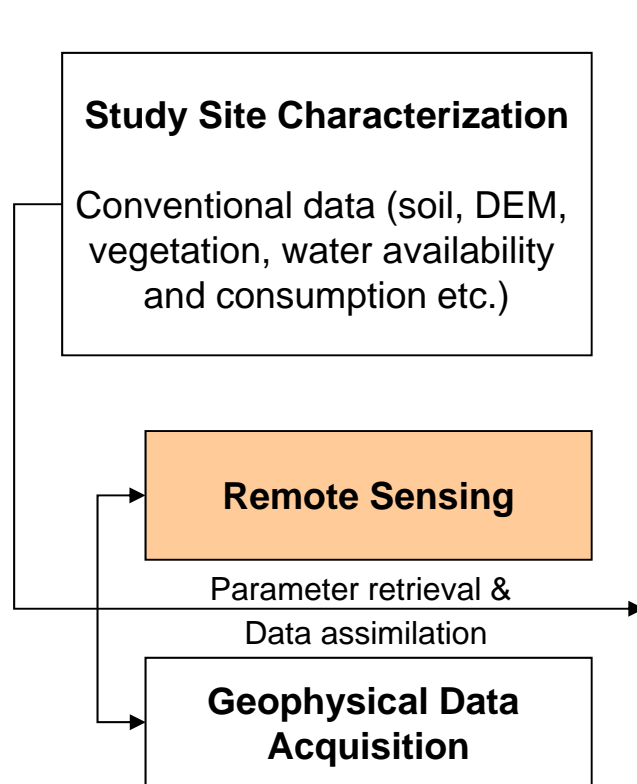 Study Site Characterization
Conventional data (soil, DEM,
vegetation, water availability
and consumption etc.)
Remote Sensing
Parameter retrieval &
Data assimilation
Geophysical Data
Acquisition